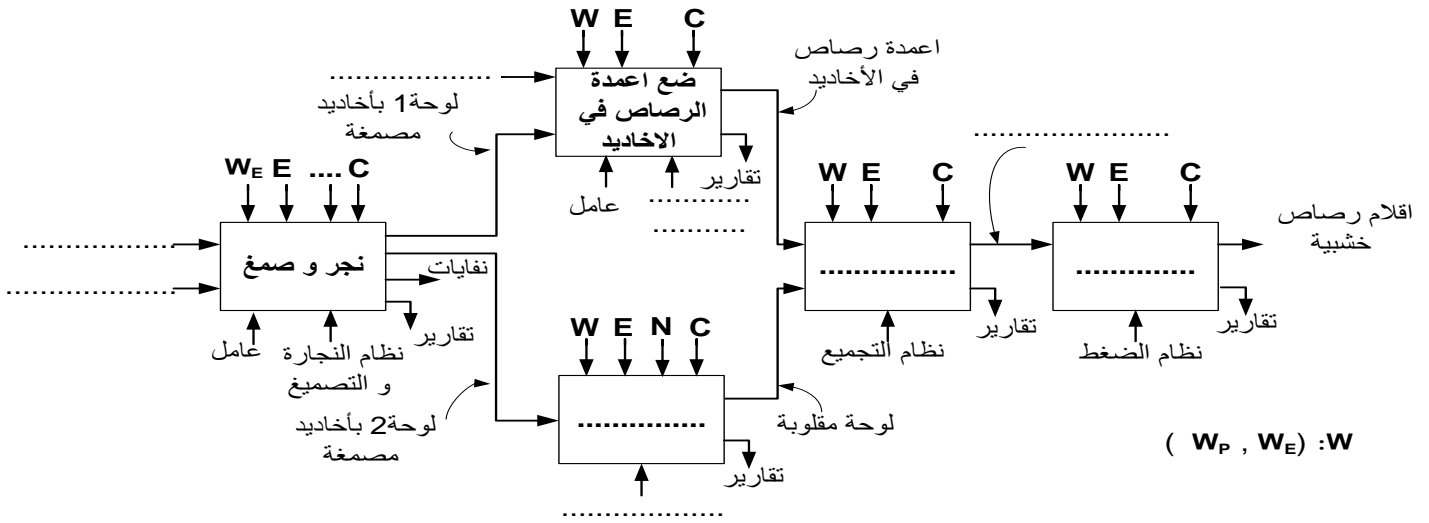 W E C
....................
ضع اعمدة
الرصاص في
الاخاديد
لوحة1 بأخاديد
مصمغة
عامل
.............
............
تقارير
اعمدة رصاص
في الأخاديد
W_E E .... C
......................
.......................
نجر و صمغ
نفايات
تقارير
عامل
نظام النجارة
و التصميغ
لوحة2 بأخاديد
مصمغة
W E N C
................
تقارير
...................
لوحة مقلوبة
W E C
................
تقارير
نظام التجميع
.......................
W E C
..............
اقلام رصاص
خشبية
تقارير
نظام الضغط
( W_P , W_E) :W